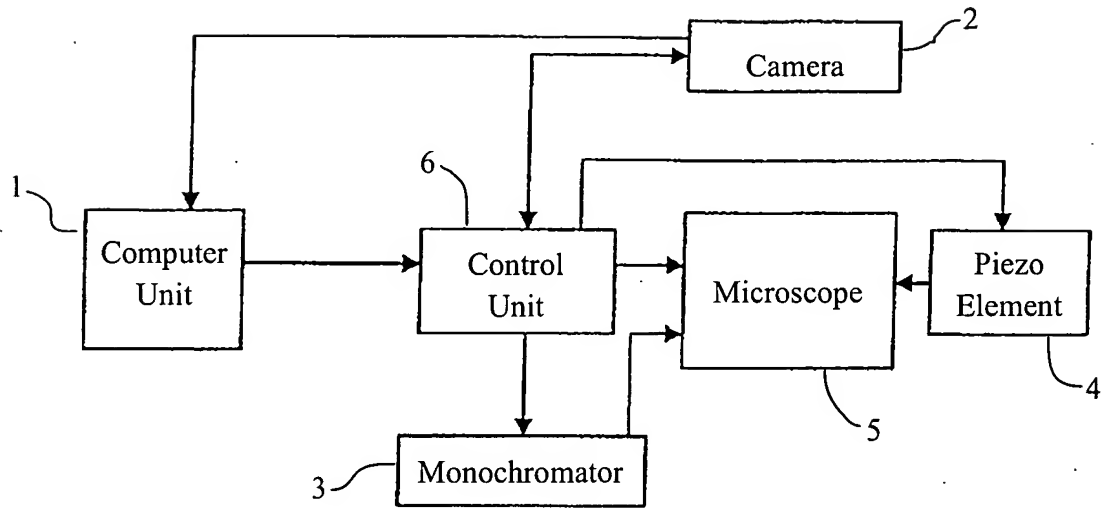 2
Camera
1
6
Computer
Unit
Control
Unit
Microscope
Piezo
Element
4
5
3
Monochromator